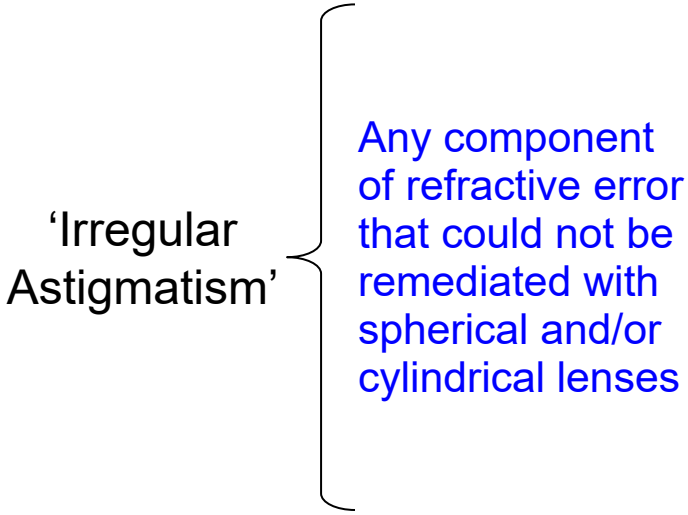 ‘Irregular
Astigmatism’
Any component
of refractive error
that could not be
remediated with
spherical and/or
cylindrical lenses